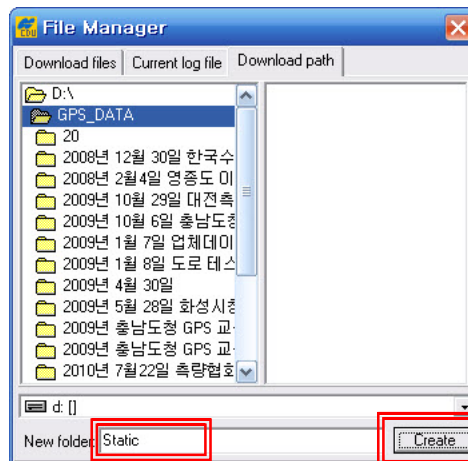 CDU File Manager
Download files Current log file Download path
D:\
GPS_DATA
20
2008년 12월 30일 한국수
2008년 2월4일 영종도 이
2009년 10월 29일 대전측
2009년 10월 6일 충남도청
2009년 1월 7일 업체데이
2009년 1월 8일 도로 테스
2009년 4월 30일
2009년 5월 28일 화성시청
2009년 충남도청 GPS 교
2009년 충남도청 GPS 교
2010년 7월22일 측량협회
d: []
New folder Static Create